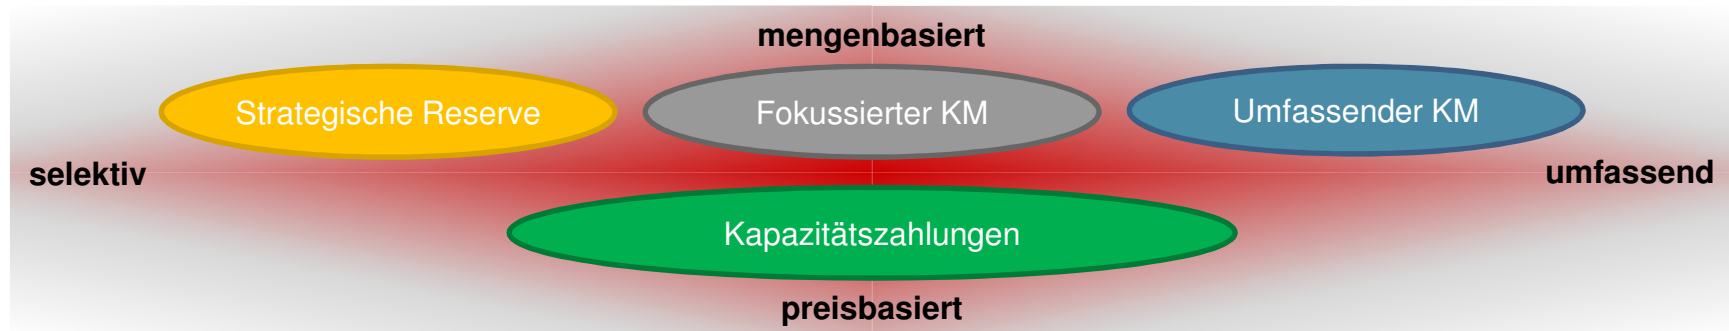 mengenbasiert
Strategische Reserve
Fokussierter KM
Umfassender KM
selektiv
umfassend
Kapazitätszahlungen
preisbasiert